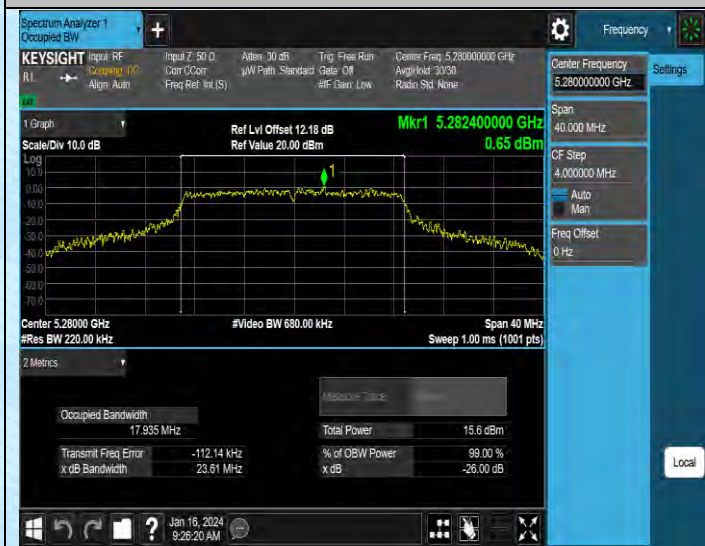 Spectrum Analyzer 1
Occupied BW
Frequency
KEYSIGHT Input: RF
Coupling: DC
Align: Auto
Input Z: 50 Ω
Corr CCorr
Freq Ref: Int (S)
Atten: 30 dB
µW Path: Standard
Trig: Free Run
Gate: Off
#IF Gain: Low
Center Freq: 5.280000000 GHz
Avg|Hold: 30/30
Radio Std: None
Center Frequency
5.280000000 GHz
Settings
Span
40.000 MHz
CF Step
4.000000 MHz
Auto
Man
Freq Offset
0 Hz
1 Graph
Scale/Div 10.0 dB
Ref Lvl Offset 12.18 dB
Ref Value 20.00 dBm
Mkr1 5.282400000 GHz
0.65 dBm
Log
10.0
0.00
-10.0
-20.0
-30.0
-40.0
-50.0
-60.0
-70.0
1
Center 5.28000 GHz
#Res BW 220.00 kHz
#Video BW 680.00 kHz
Span 40 MHz
Sweep 1.00 ms (1001 pts)
2 Metrics
Measure Trace
Occupied Bandwidth
17.935 MHz
Total Power 15.6 dBm
Transmit Freq Error -112.14 kHz
% of OBW Power 99.00 %
x dB Bandwidth 23.61 MHz
x dB -26.00 dB
Local
Jan 16, 2024
9:26:20 AM